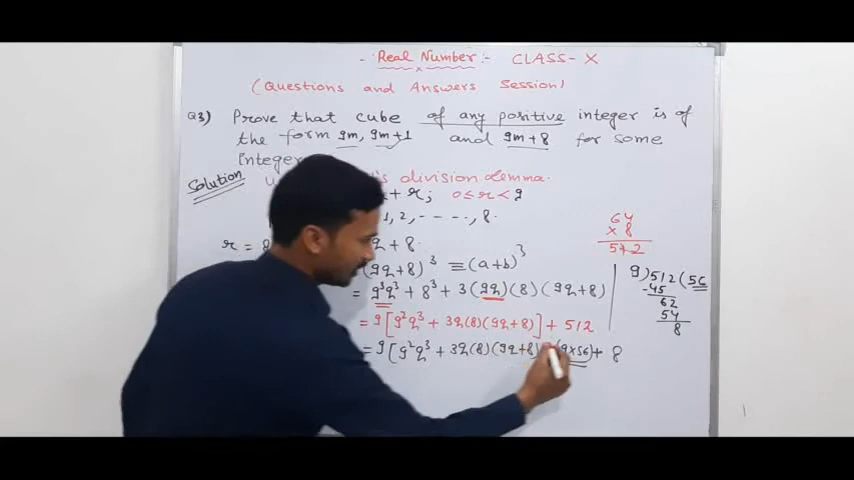 Real Number:- CLASS-X
(Questions and Answers Session)
Q3) Prove that cube of any positive integer is of
the form 9m, 9m+1 and 9m+8 for some
Integer
Solution division Lemma.
+ r; 0≤r<9
1, 2, ----, 8.
r = 8 9q + 8.
(9q+8)³ ≡ (a+b)³
= 9³q³ + 8³ + 3(9q)(8)(9q+8)
= 9[9²q³ + 3q(8)(9q+8)] + 512
= 9[9²q³ + 3q(8)(9q+8) (9×56)+ 8
64
×8
512
9)512(56
-45
62
54
8